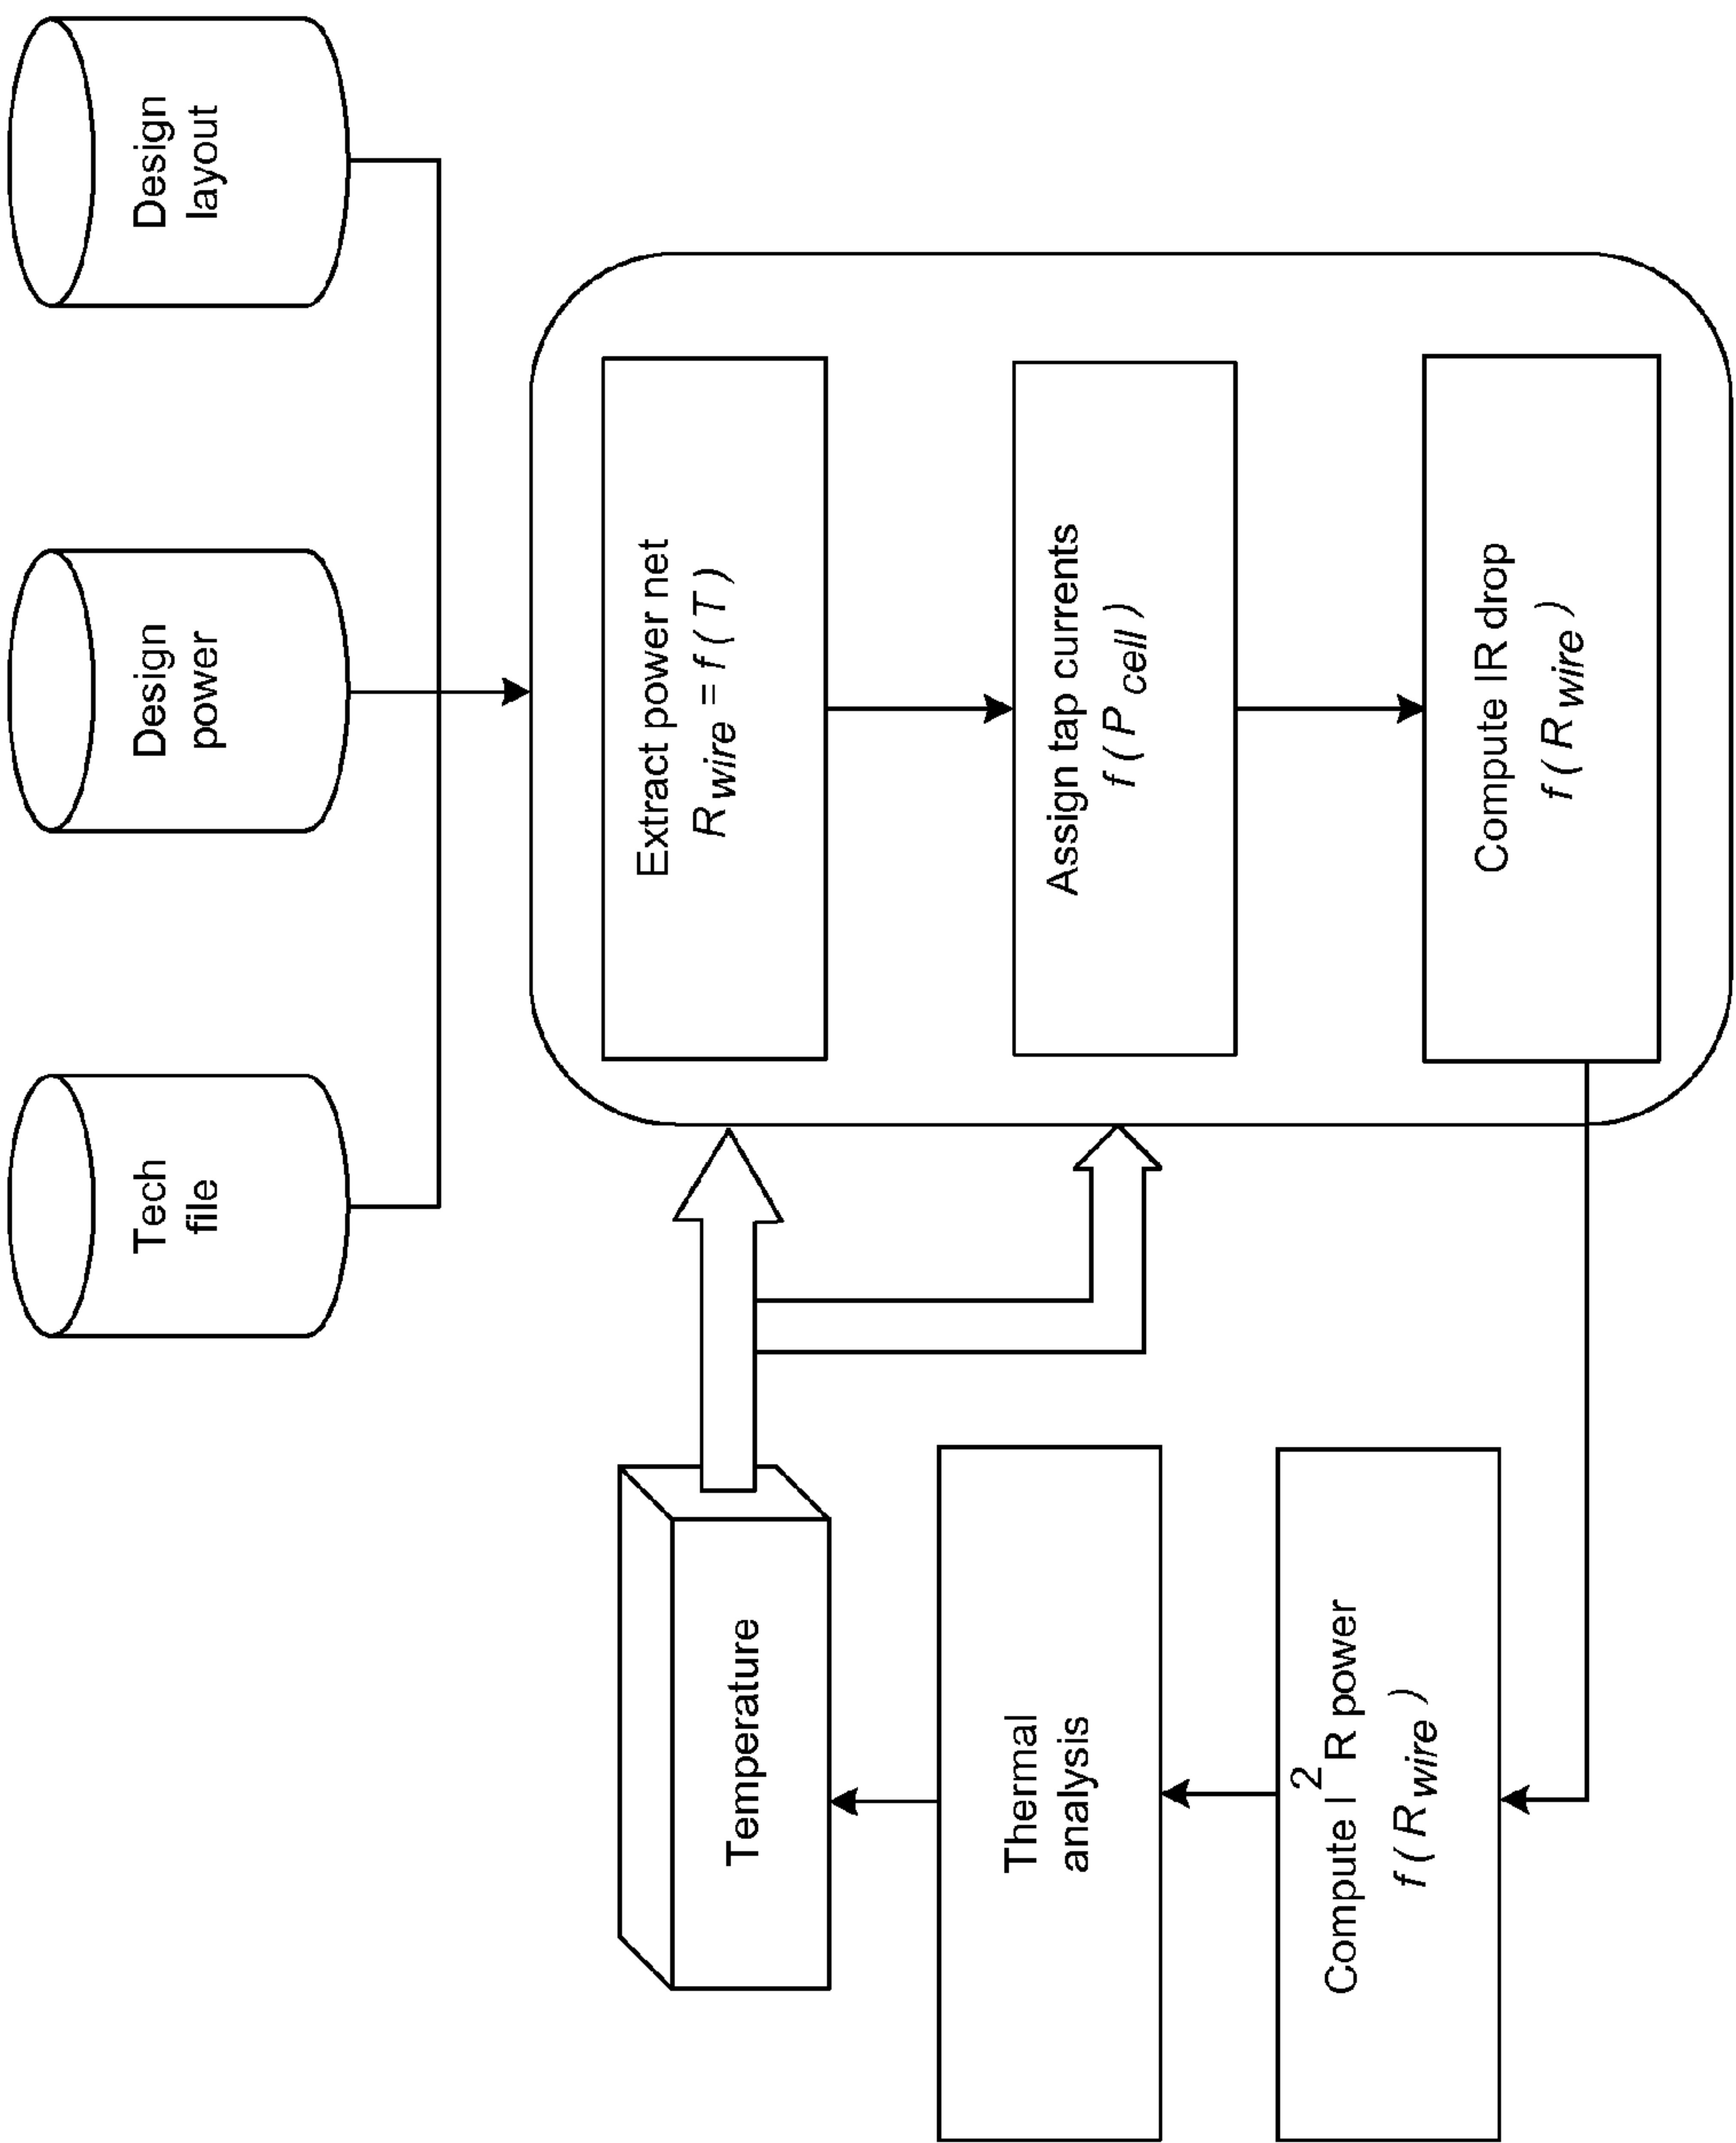 Tech
file
Design
power
Design
layout
Temperature
Thermal
analysis
Compute I²R power
f ( R wire )
Extract power net
R wire = f ( T )
Assign tap currents
f ( P cell )
Compute IR drop
f ( R wire )